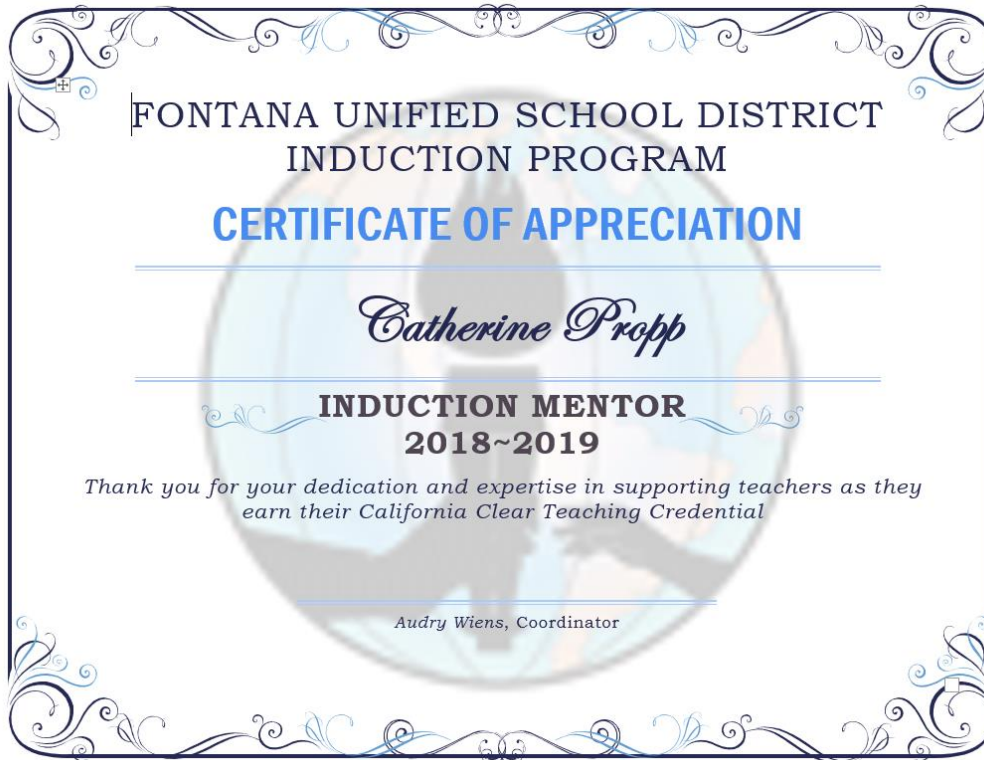 FONTANA UNIFIED SCHOOL DISTRICT
INDUCTION PROGRAM
CERTIFICATE OF APPRECIATION
Catherine Propp
INDUCTION MENTOR
2018~2019
Thank you for your dedication and expertise in supporting teachers as they
earn their California Clear Teaching Credential
Audry Wiens, Coordinator